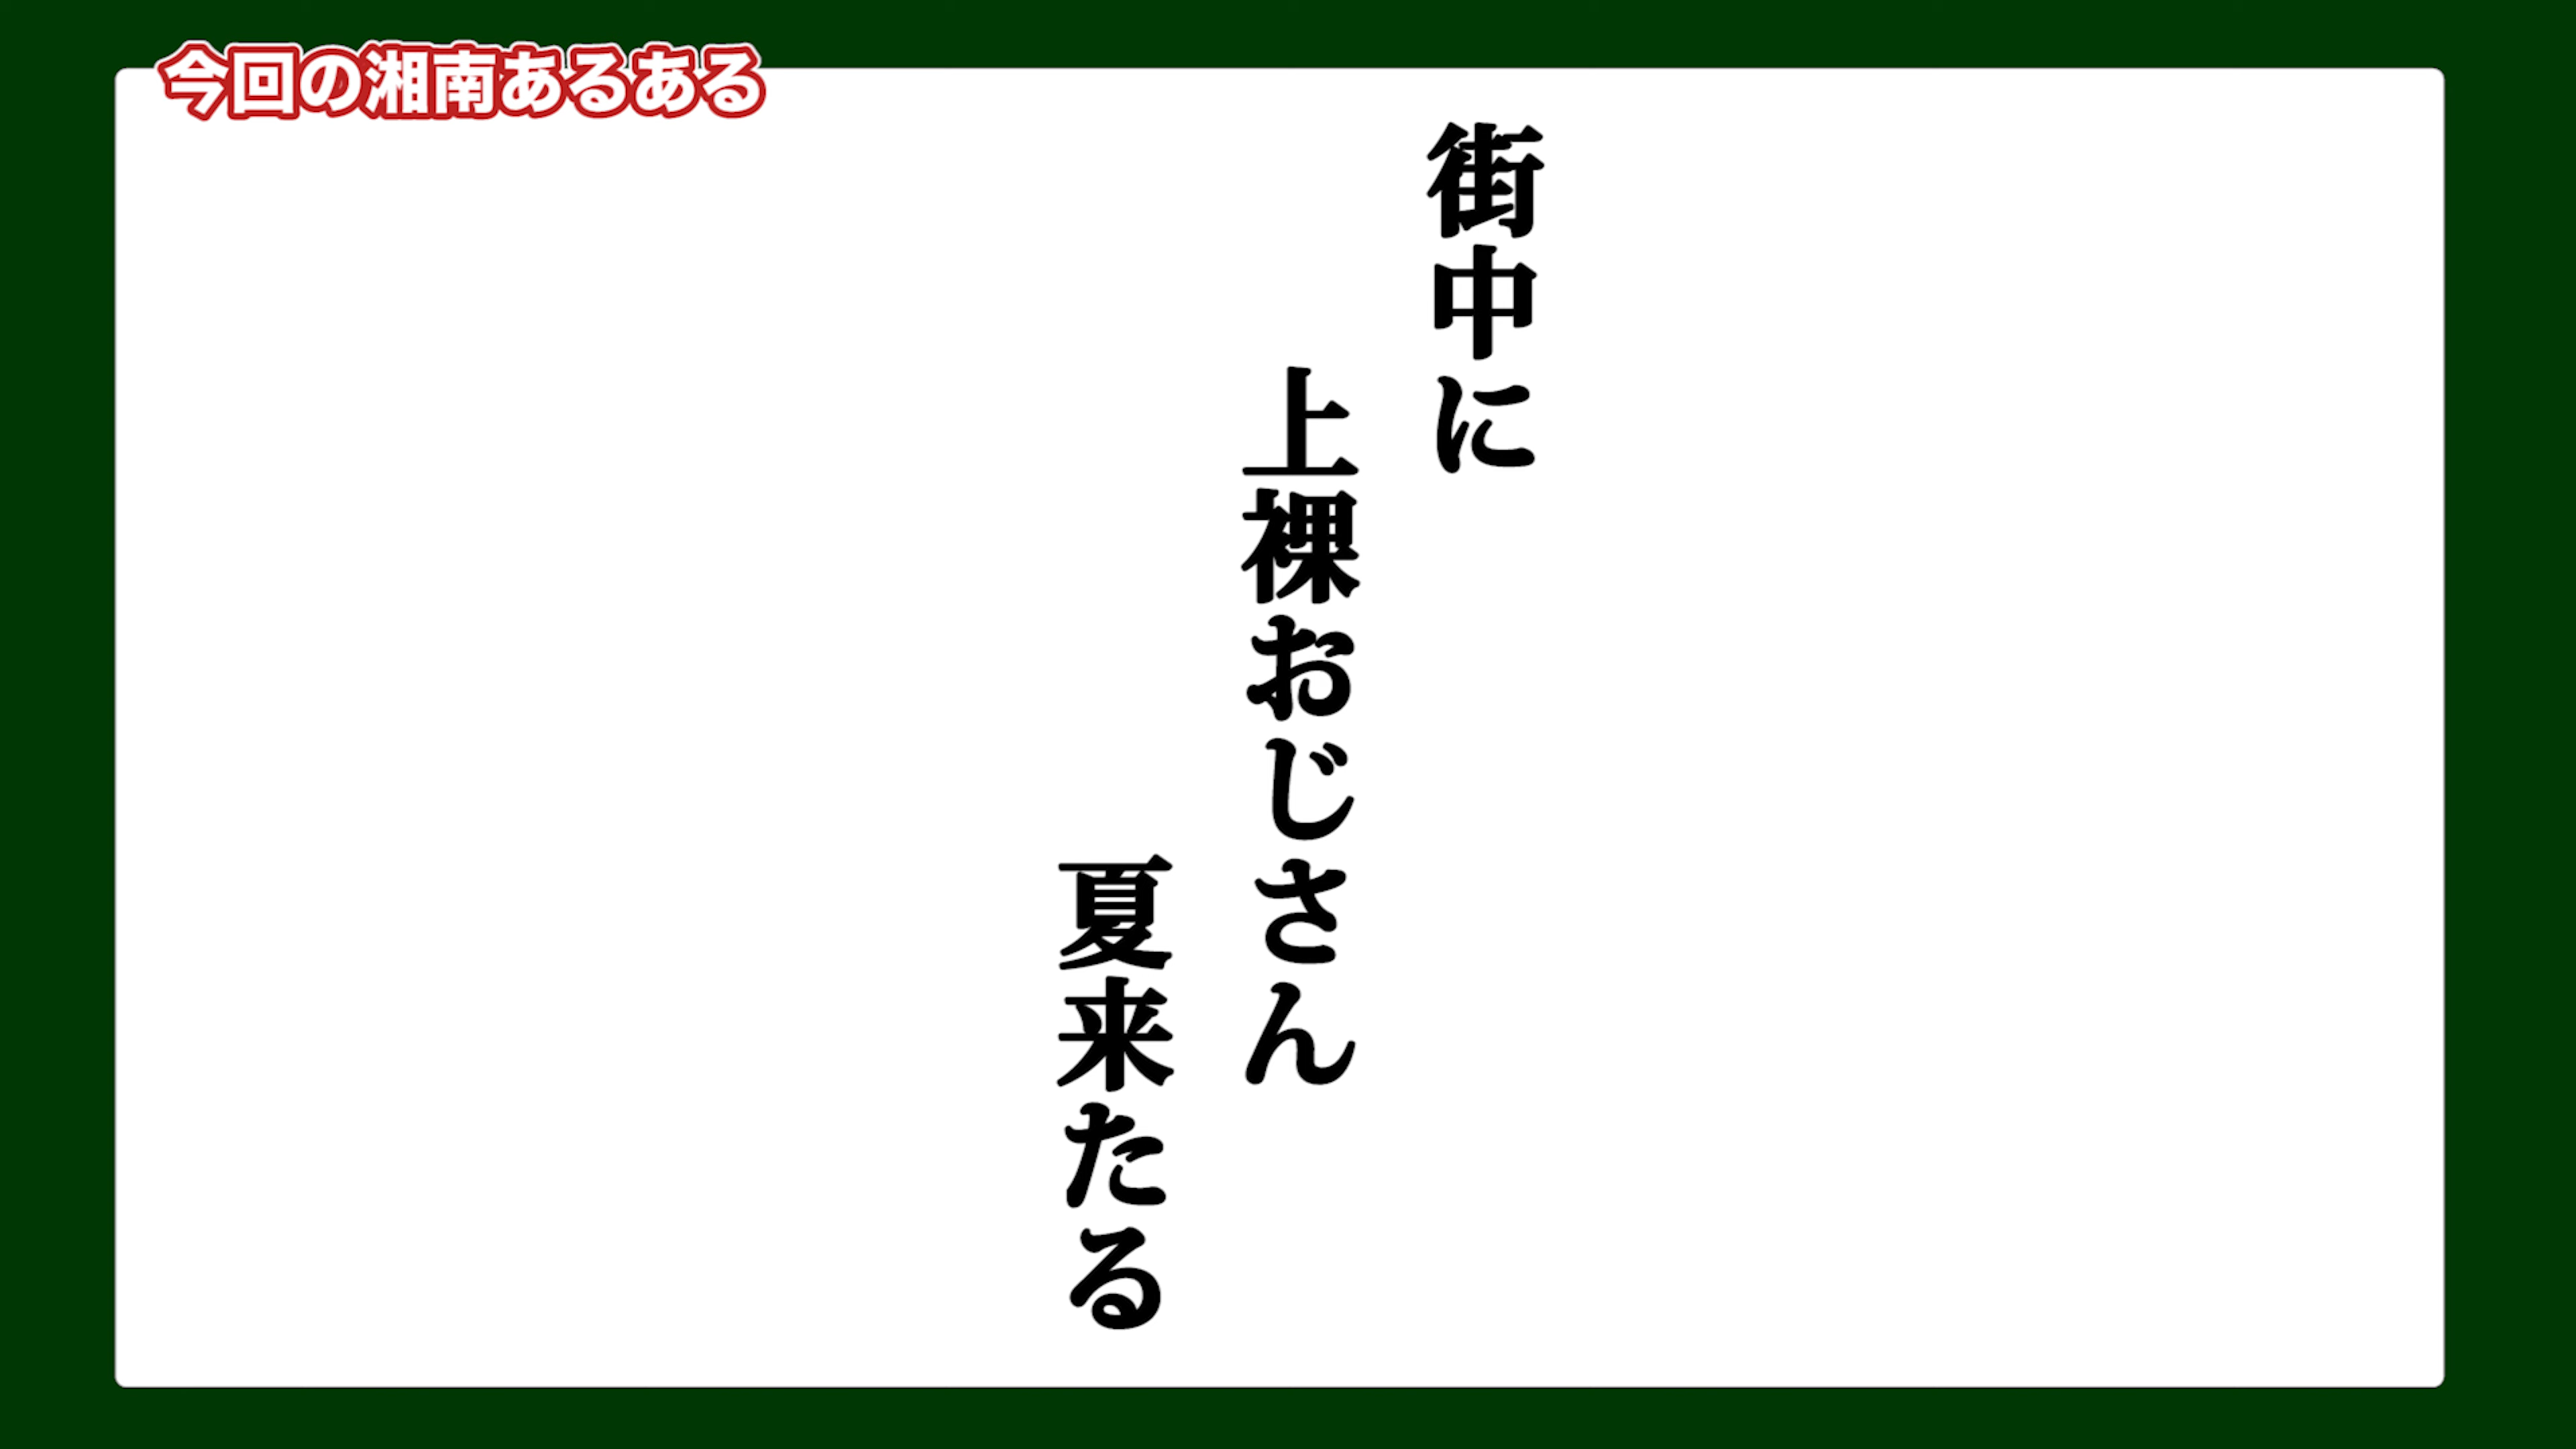 今回の湘南あるある
街中に
上裸おじさん
夏来たる